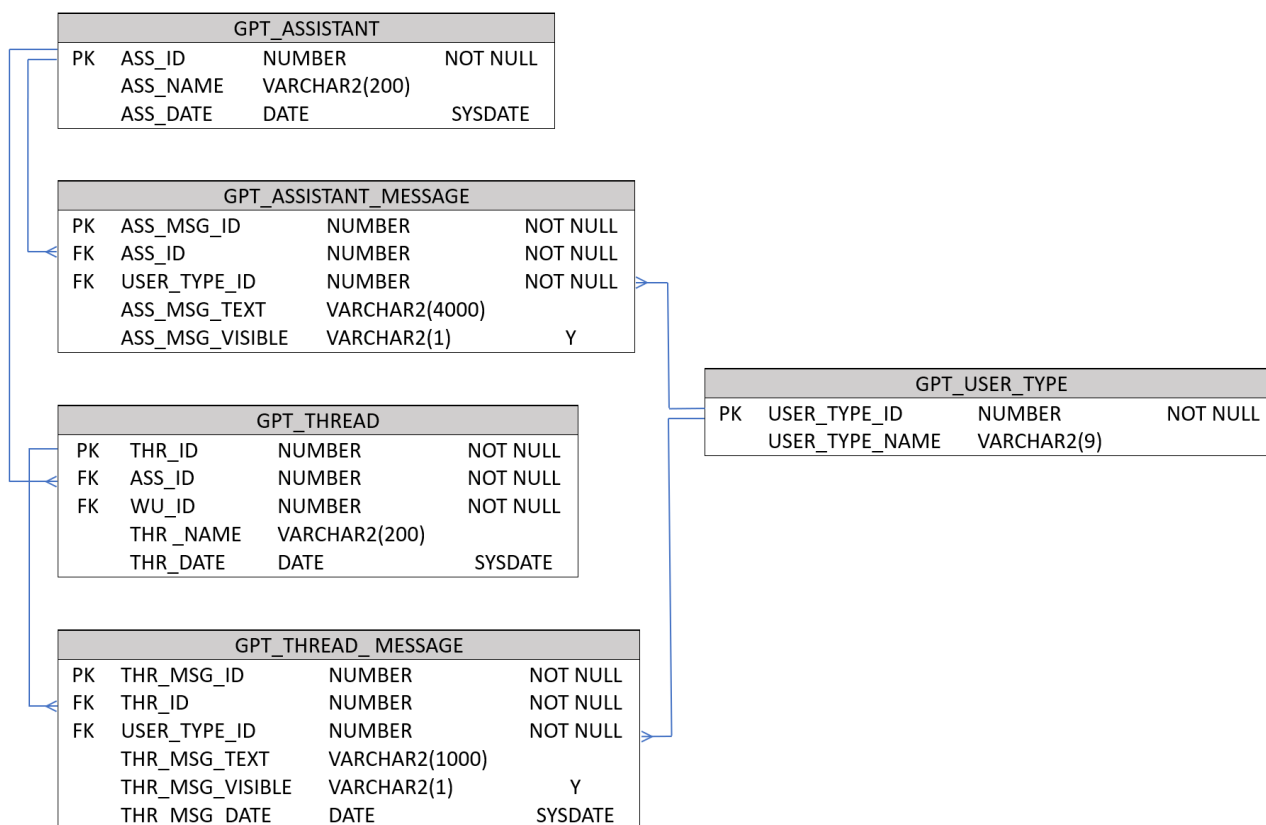 GPT_ASSISTANT
PK ASS_ID NUMBER NOT NULL
ASS_NAME VARCHAR2(200)
ASS_DATE DATE SYSDATE
GPT_ASSISTANT_MESSAGE
PK ASS_MSG_ID NUMBER NOT NULL
FK ASS_ID NUMBER NOT NULL
FK USER_TYPE_ID NUMBER NOT NULL
ASS_MSG_TEXT VARCHAR2(4000)
ASS_MSG_VISIBLE VARCHAR2(1) Y
GPT_USER_TYPE
PK USER_TYPE_ID NUMBER NOT NULL
USER_TYPE_NAME VARCHAR2(9)
GPT_THREAD
PK THR_ID NUMBER NOT NULL
FK ASS_ID NUMBER NOT NULL
FK WU_ID NUMBER NOT NULL
THR _NAME VARCHAR2(200)
THR_DATE DATE SYSDATE
GPT_THREAD_ MESSAGE
PK THR_MSG_ID NUMBER NOT NULL
FK THR_ID NUMBER NOT NULL
FK USER_TYPE_ID NUMBER NOT NULL
THR_MSG_TEXT VARCHAR2(1000)
THR_MSG_VISIBLE VARCHAR2(1) Y
THR_MSG_DATE DATE SYSDATE